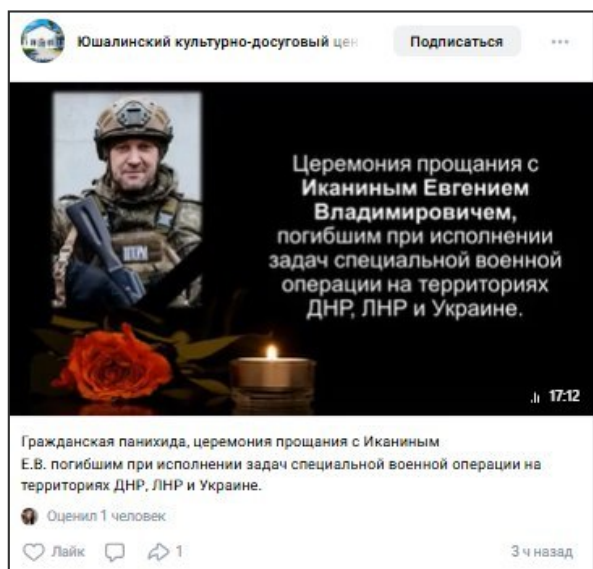 Юшалинский культурно-досуговый цен
Подписаться
Церемония прощания с
Иканиным Евгением
Владимировичем,
погибшим при исполнении
задач специальной военной
операции на территориях
ДНР, ЛНР и Украине.
17:12
Гражданская панихида, церемония прощания с Иканиным
Е.В. погибшим при исполнении задач специальной военной операции на
территориях ДНР, ЛНР и Украине.
Оценил 1 человек
Лайк
1
3 ч назад